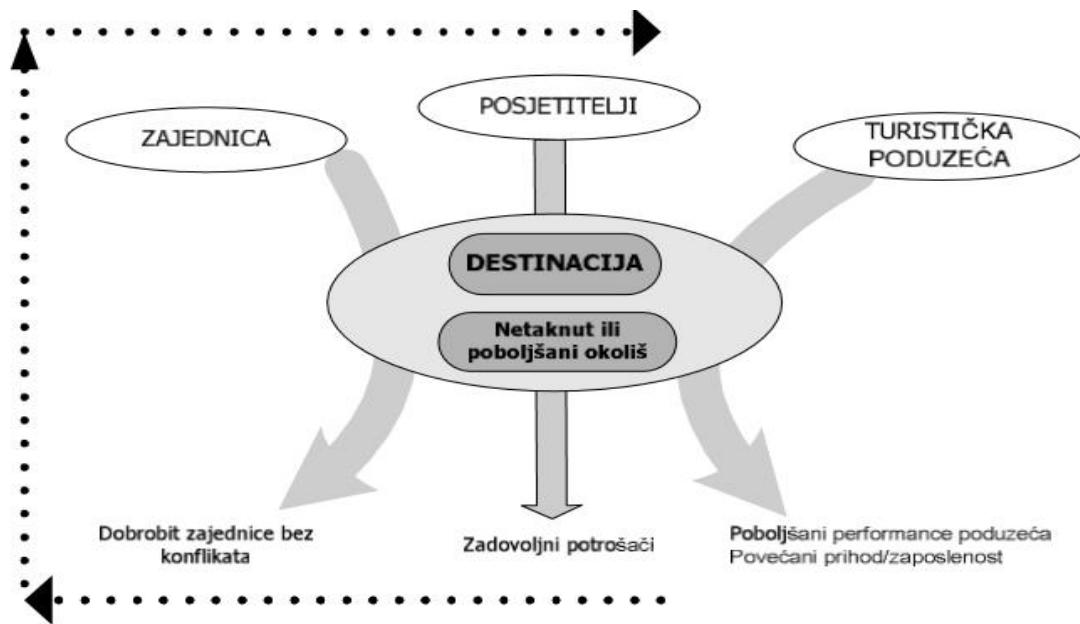 ZAJEDNICA
POSJETITELJI
TURISTIČKA
PODUZEĆA
DESTINACIJA
Netaknut ili
poboljšani okoliš
Dobrobit zajednice bez
konflikata
Zadovoljni potrošači
Poboljšani performance poduzeća
Povećani prihod/zaposlenost